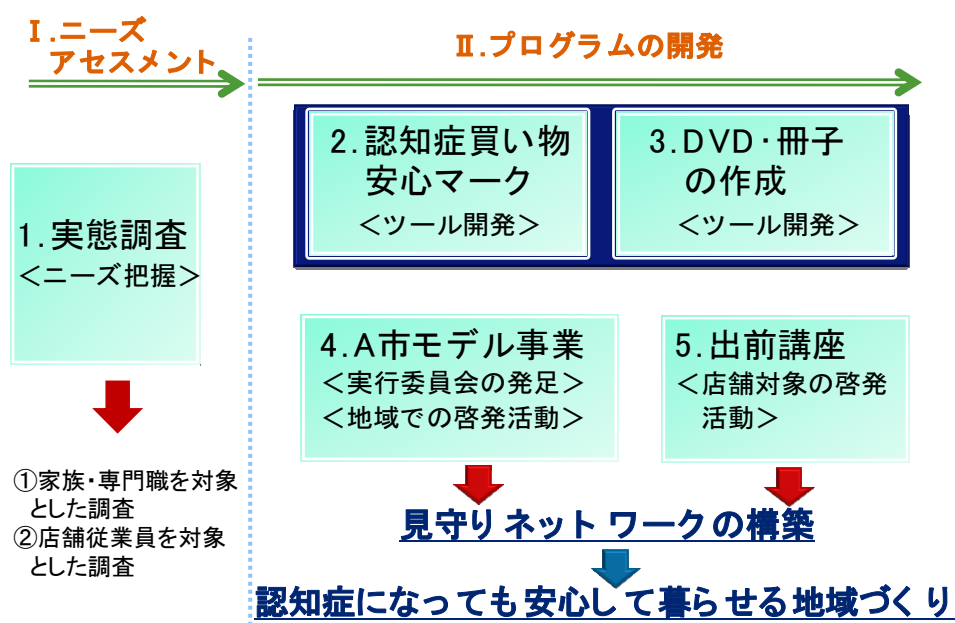 Ⅰ.ニーズ
アセスメント
Ⅱ.プログラムの開発
1.実態調査
＜ニーズ把握＞
①家族・専門職を対象
とした調査
②店舗従業員を対象
とした調査
2.認知症買い物
安心マーク
＜ツール開発＞
3.DVD・冊子
の作成
＜ツール開発＞
4.A市モデル事業
＜実行委員会の発足＞
＜地域での啓発活動＞
5.出前講座
＜店舗対象の啓発
活動＞
見守りネットワークの構築
認知症になっても安心して暮らせる地域づくり